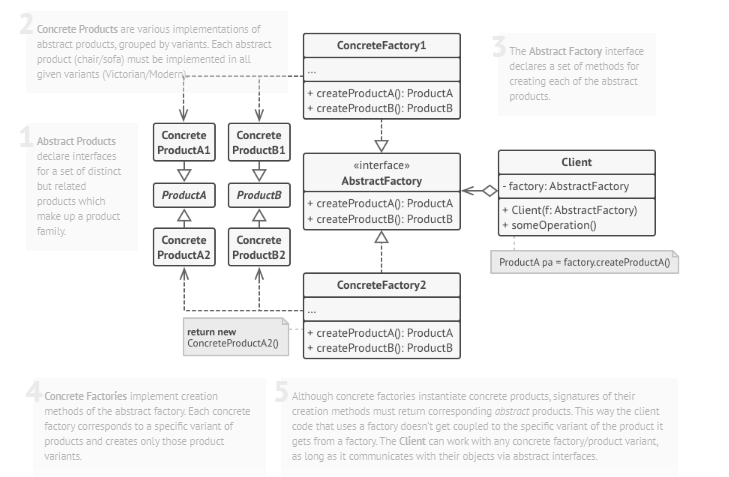 2
Concrete Products are various implementations of
abstract products, grouped by variants. Each abstract
product (chair/sofa) must be implemented in all
given variants (Victorian/Modern).
ConcreteFactory1
...
+ createProductA(): ProductA
+ createProductB(): ProductB
3
The Abstract Factory interface
declares a set of methods for
creating each of the abstract
products.
1
Abstract Products
declare interfaces
for a set of distinct
but related
products which
make up a product
family.
Concrete
ProductA1
Concrete
ProductB1
ProductA
ProductB
Concrete
ProductA2
Concrete
ProductB2
«interface»
AbstractFactory
+ createProductA(): ProductA
+ createProductB(): ProductB
Client
- factory: AbstractFactory
+ Client(f: AbstractFactory)
+ someOperation()
ProductA pa = factory.createProductA()
ConcreteFactory2
...
+ createProductA(): ProductA
+ createProductB(): ProductB
return new
ConcreteProductA2()
4
Concrete Factories implement creation
methods of the abstract factory. Each concrete
factory corresponds to a specific variant of
products and creates only those product
variants.
5
Although concrete factories instantiate concrete products, signatures of their
creation methods must return corresponding abstract products. This way the client
code that uses a factory doesn't get coupled to the specific variant of the product it
gets from a factory. The Client can work with any concrete factory/product variant,
as long as it communicates with their objects via abstract interfaces.